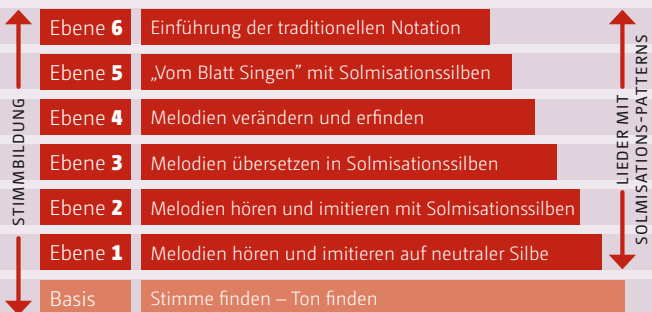 Ebene 6 Einführung der traditionellen Notation
Ebene 5 „Vom Blatt Singen” mit Solmisationssilben
Ebene 4 Melodien verändern und erfinden
Ebene 3 Melodien übersetzen in Solmisationssilben
Ebene 2 Melodien hören und imitieren mit Solmisationssilben
Ebene 1 Melodien hören und imitieren auf neutraler Silbe
Basis Stimme finden – Ton finden
STIMMBILDUNG
LIEDER MIT
SOLMISATIONS-PATTERNS